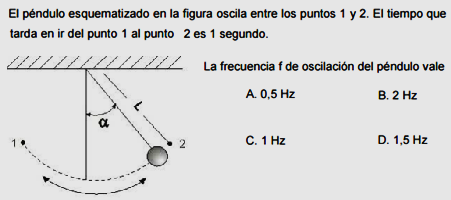 El péndulo esquematizado en la figura oscila entre los puntos 1 y 2. El tiempo que
tarda en ir del punto 1 al punto 2 es 1 segundo.
La frecuencia f de oscilación del péndulo vale
A. 0,5 Hz
B. 2 Hz
L
α
1
2
C. 1 Hz
D. 1,5 Hz